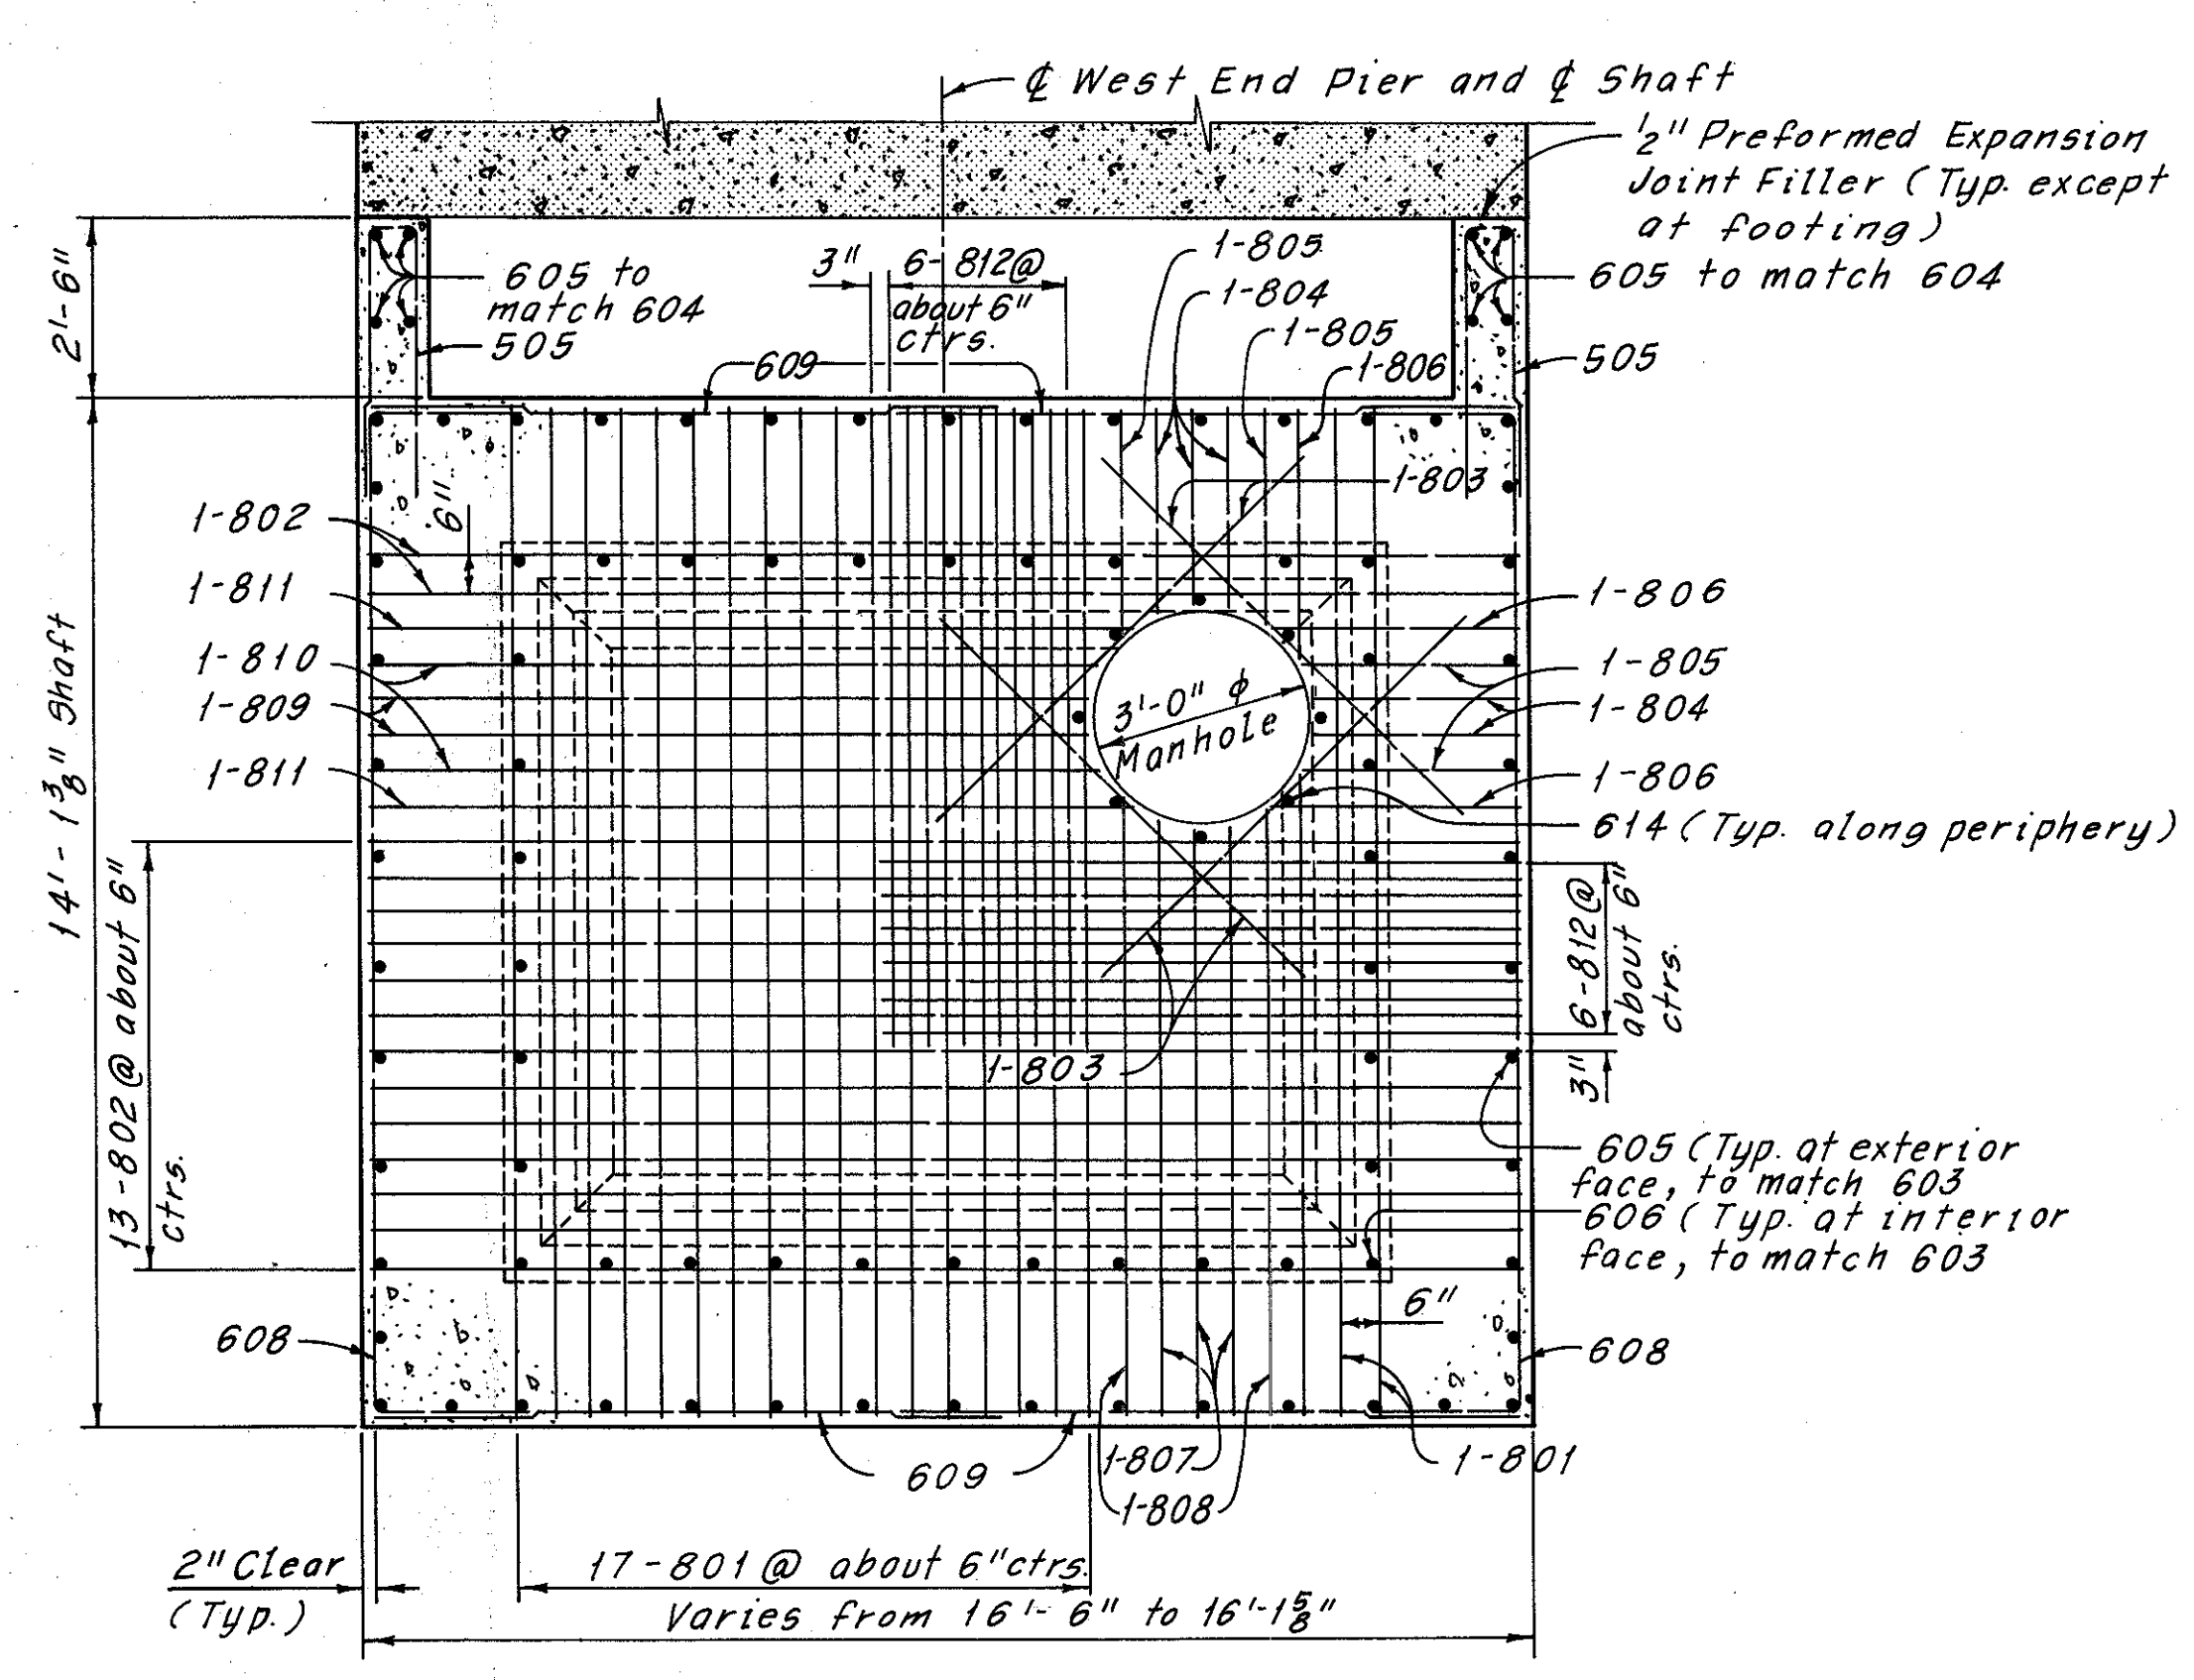 ℄ West End Pier and ℄ Shaft
1/2" Preformed Expansion
Joint Filler (Typ. except
at footing)
605 to match 604
505
2'-6"
605 to
match 604
505
3"
6-812@
about 6"
ctrs.
609
1-805
1-804
1-805
1-806
1-803
6"
1-802
1-811
1-810
1-809
1-811
14'-1 3/8" Shaft
13-802@ about 6"
ctrs.
3'-0" ϕ
Manhole
1-806
1-805
1-804
1-806
614 (Typ. along periphery)
6-812@
about 6"
ctrs.
3"
1-803
605 (Typ. at exterior
face, to match 603
606 (Typ. at interior
face, to match 603
6"
608
608
609
1-807
1-808
1-801
2" Clear
(Typ.)
17-801 @ about 6" ctrs.
Varies from 16'-6" to 16'-1 5/8"